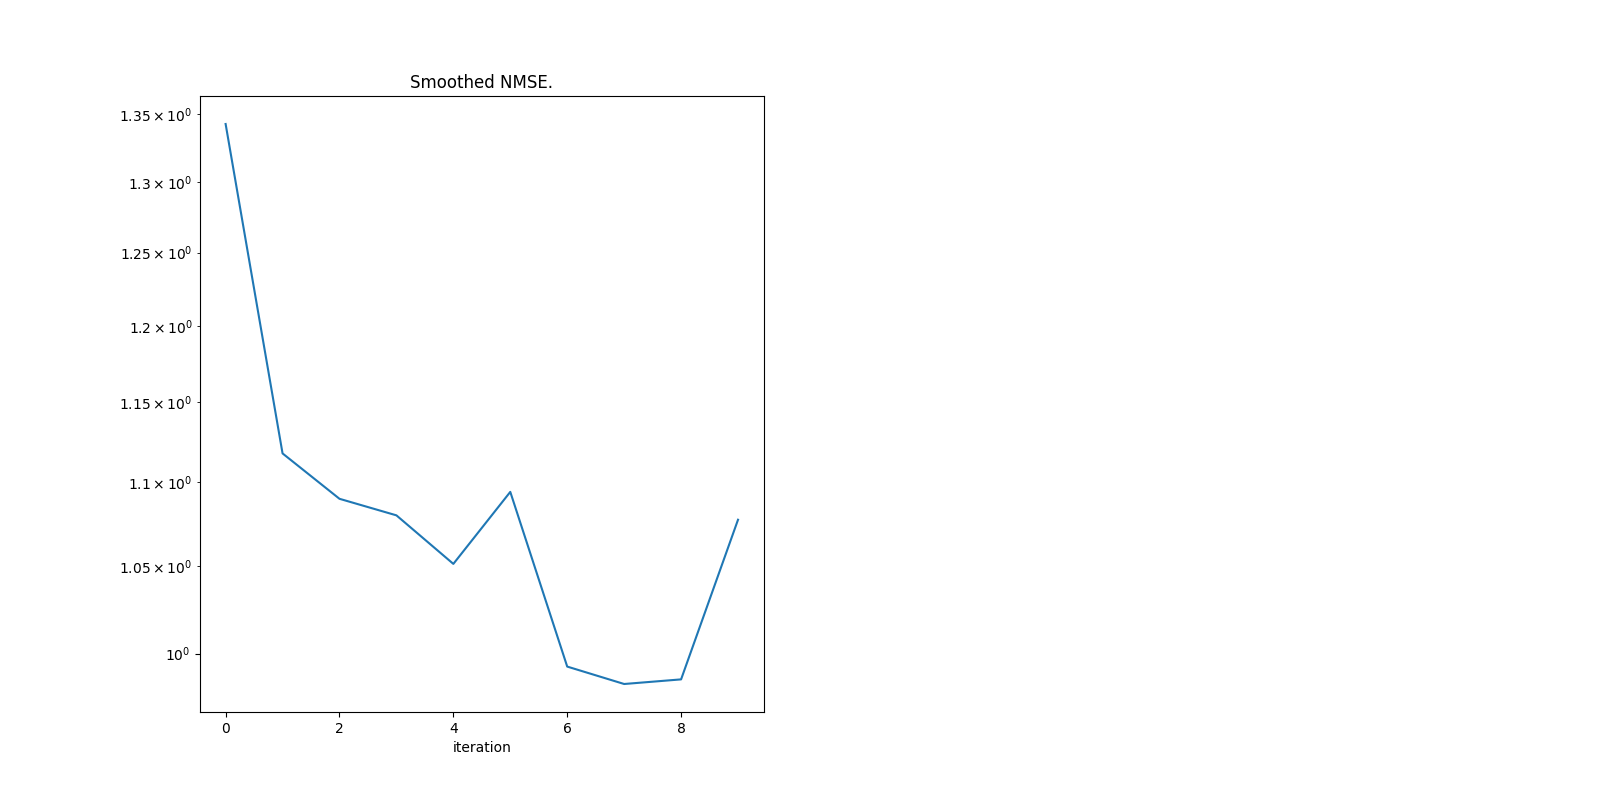 Smoothed NMSE.
1.35 × 10⁰
1.3 × 10⁰
1.25 × 10⁰
1.2 × 10⁰
1.15 × 10⁰
1.1 × 10⁰
1.05 × 10⁰
10⁰
0 2 4 6 8
iteration